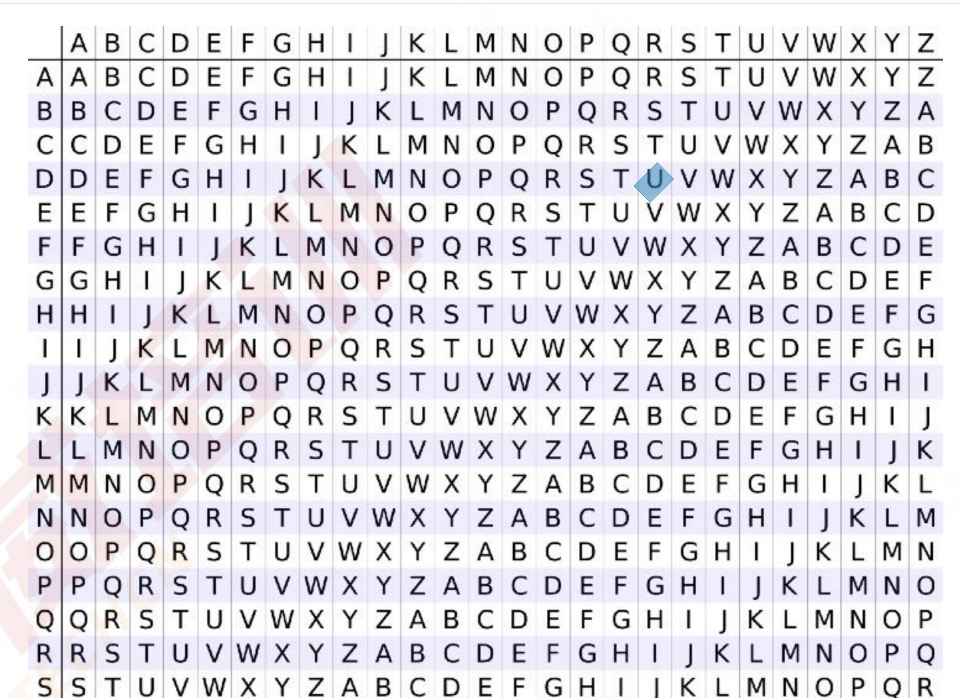 A B C D E F G H I J K L M N O P Q R S T U V W X Y Z
A A B C D E F G H I J K L M N O P Q R S T U V W X Y Z
B B C D E F G H I J K L M N O P Q R S T U V W X Y Z A
C C D E F G H I J K L M N O P Q R S T U V W X Y Z A B
D D E F G H I J K L M N O P Q R S T U V W X Y Z A B C
E E F G H I J K L M N O P Q R S T U V W X Y Z A B C D
F F G H I J K L M N O P Q R S T U V W X Y Z A B C D E
G G H I J K L M N O P Q R S T U V W X Y Z A B C D E F
H H I J K L M N O P Q R S T U V W X Y Z A B C D E F G
I I J K L M N O P Q R S T U V W X Y Z A B C D E F G H
J J K L M N O P Q R S T U V W X Y Z A B C D E F G H I
K K L M N O P Q R S T U V W X Y Z A B C D E F G H I J
L L M N O P Q R S T U V W X Y Z A B C D E F G H I J K
M M N O P Q R S T U V W X Y Z A B C D E F G H I J K L
N N O P Q R S T U V W X Y Z A B C D E F G H I J K L M
O O P Q R S T U V W X Y Z A B C D E F G H I J K L M N
P P Q R S T U V W X Y Z A B C D E F G H I J K L M N O
Q Q R S T U V W X Y Z A B C D E F G H I J K L M N O P
R R S T U V W X Y Z A B C D E F G H I J K L M N O P Q
S S T U V W X Y Z A B C D E F G H I J K L M N O P Q R